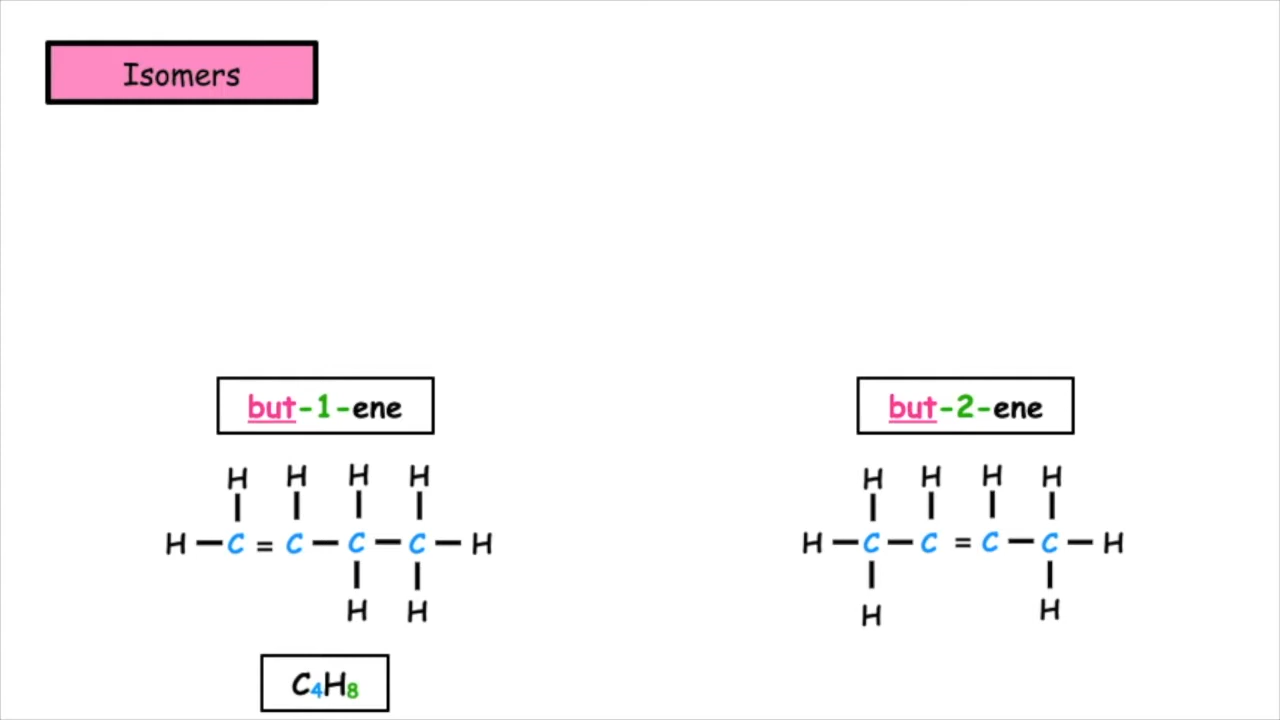 Isomers
but-1-ene
but-2-ene
H H H H
H H H H
H — C = C — C — C — H
H — C — C = C — C — H
H H
H H
C₄H₈